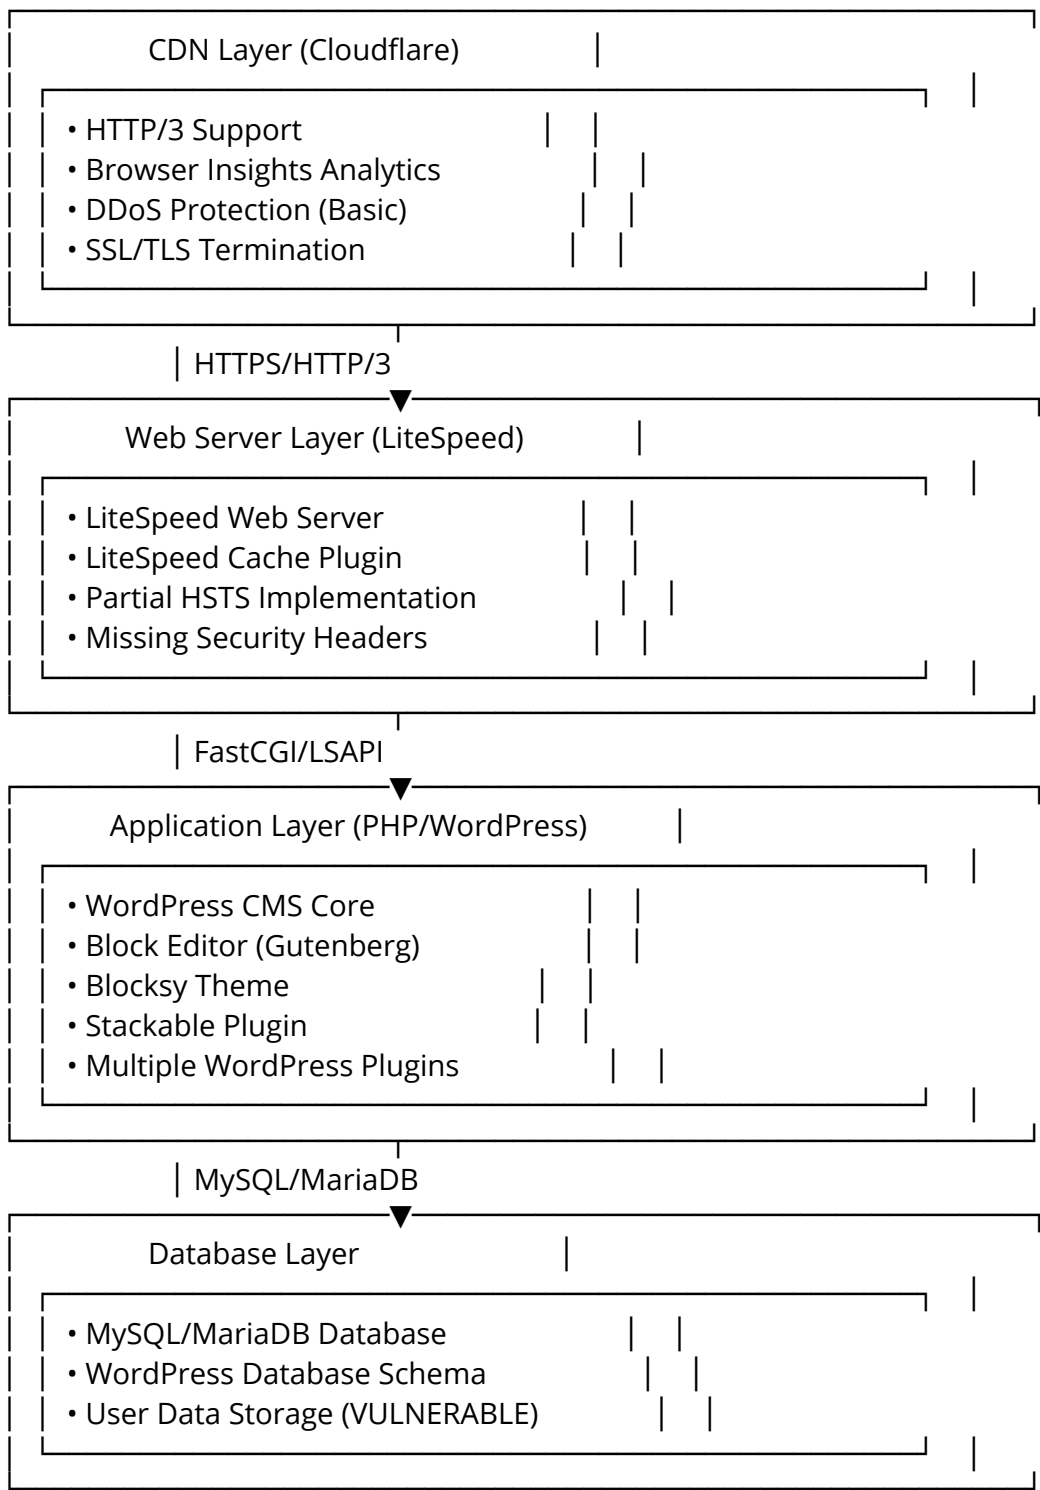 CDN Layer (Cloudflare)
• HTTP/3 Support
• Browser Insights Analytics
• DDoS Protection (Basic)
• SSL/TLS Termination
HTTPS/HTTP/3
Web Server Layer (LiteSpeed)
• LiteSpeed Web Server
• LiteSpeed Cache Plugin
• Partial HSTS Implementation
• Missing Security Headers
FastCGI/LSAPI
Application Layer (PHP/WordPress)
• WordPress CMS Core
• Block Editor (Gutenberg)
• Blocksy Theme
• Stackable Plugin
• Multiple WordPress Plugins
MySQL/MariaDB
Database Layer
• MySQL/MariaDB Database
• WordPress Database Schema
• User Data Storage (VULNERABLE)